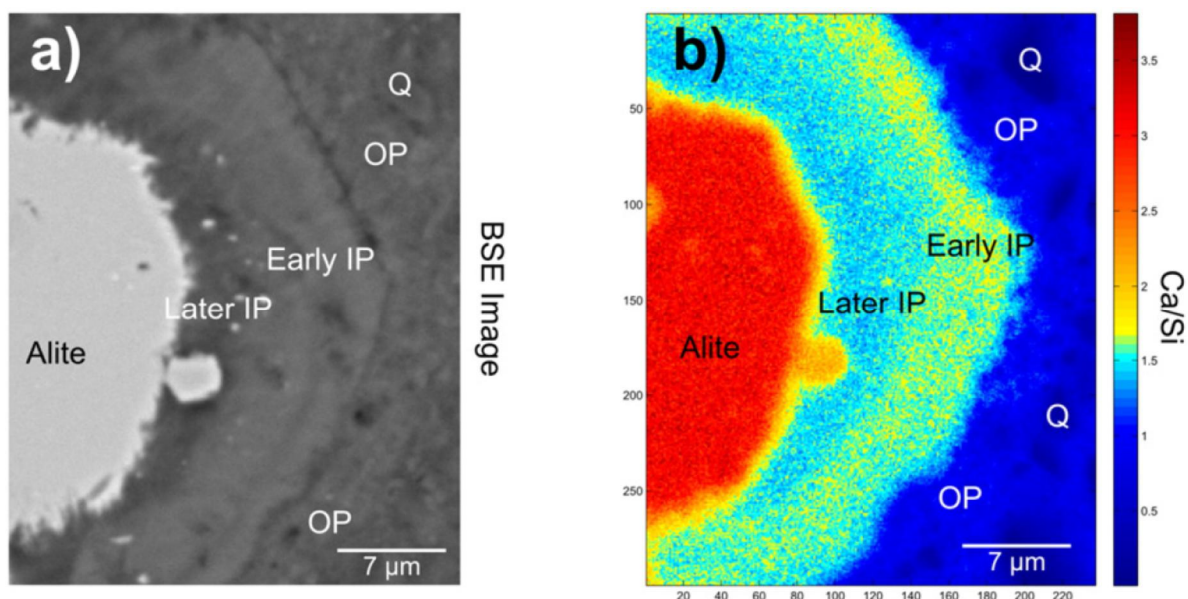 a)
Q
OP
Early IP
Later IP
Alite
OP
7 µm
BSE Image
b)
Q
OP
Early IP
Later IP
Alite
Q
OP
7 µm
50
100
150
200
250
20 40 60 80 100 120 140 160 180 200 220
3.5
3
2.5
2
1.5
1
0.5
Ca/Si